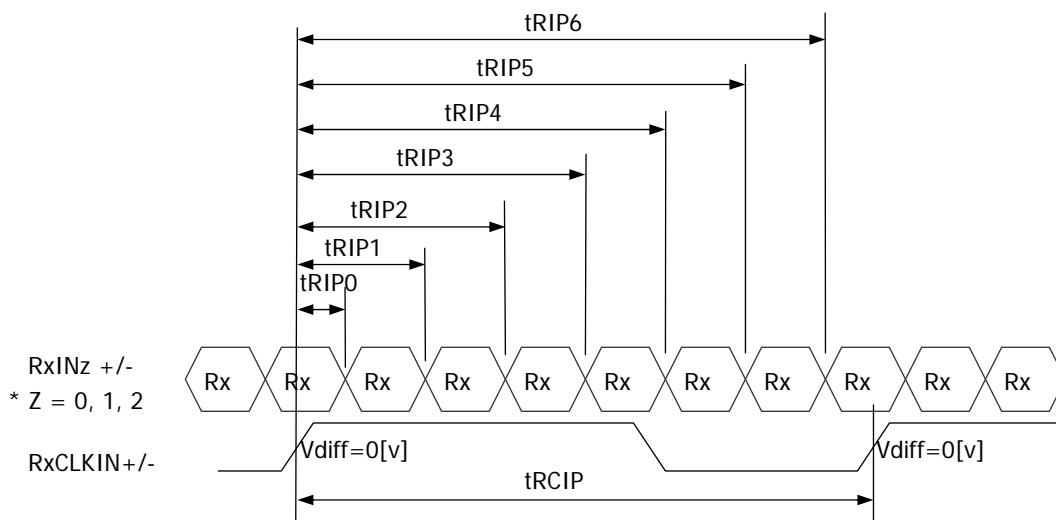 tRIP6
tRIP5
tRIP4
tRIP3
tRIP2
tRIP1
tRIP0
RxINz +/-
* Z = 0, 1, 2
Rx Rx Rx Rx Rx Rx Rx Rx Rx Rx Rx
RxCLKIN+/-
Vdiff=0[v] Vdiff=0[v]
tRCIP